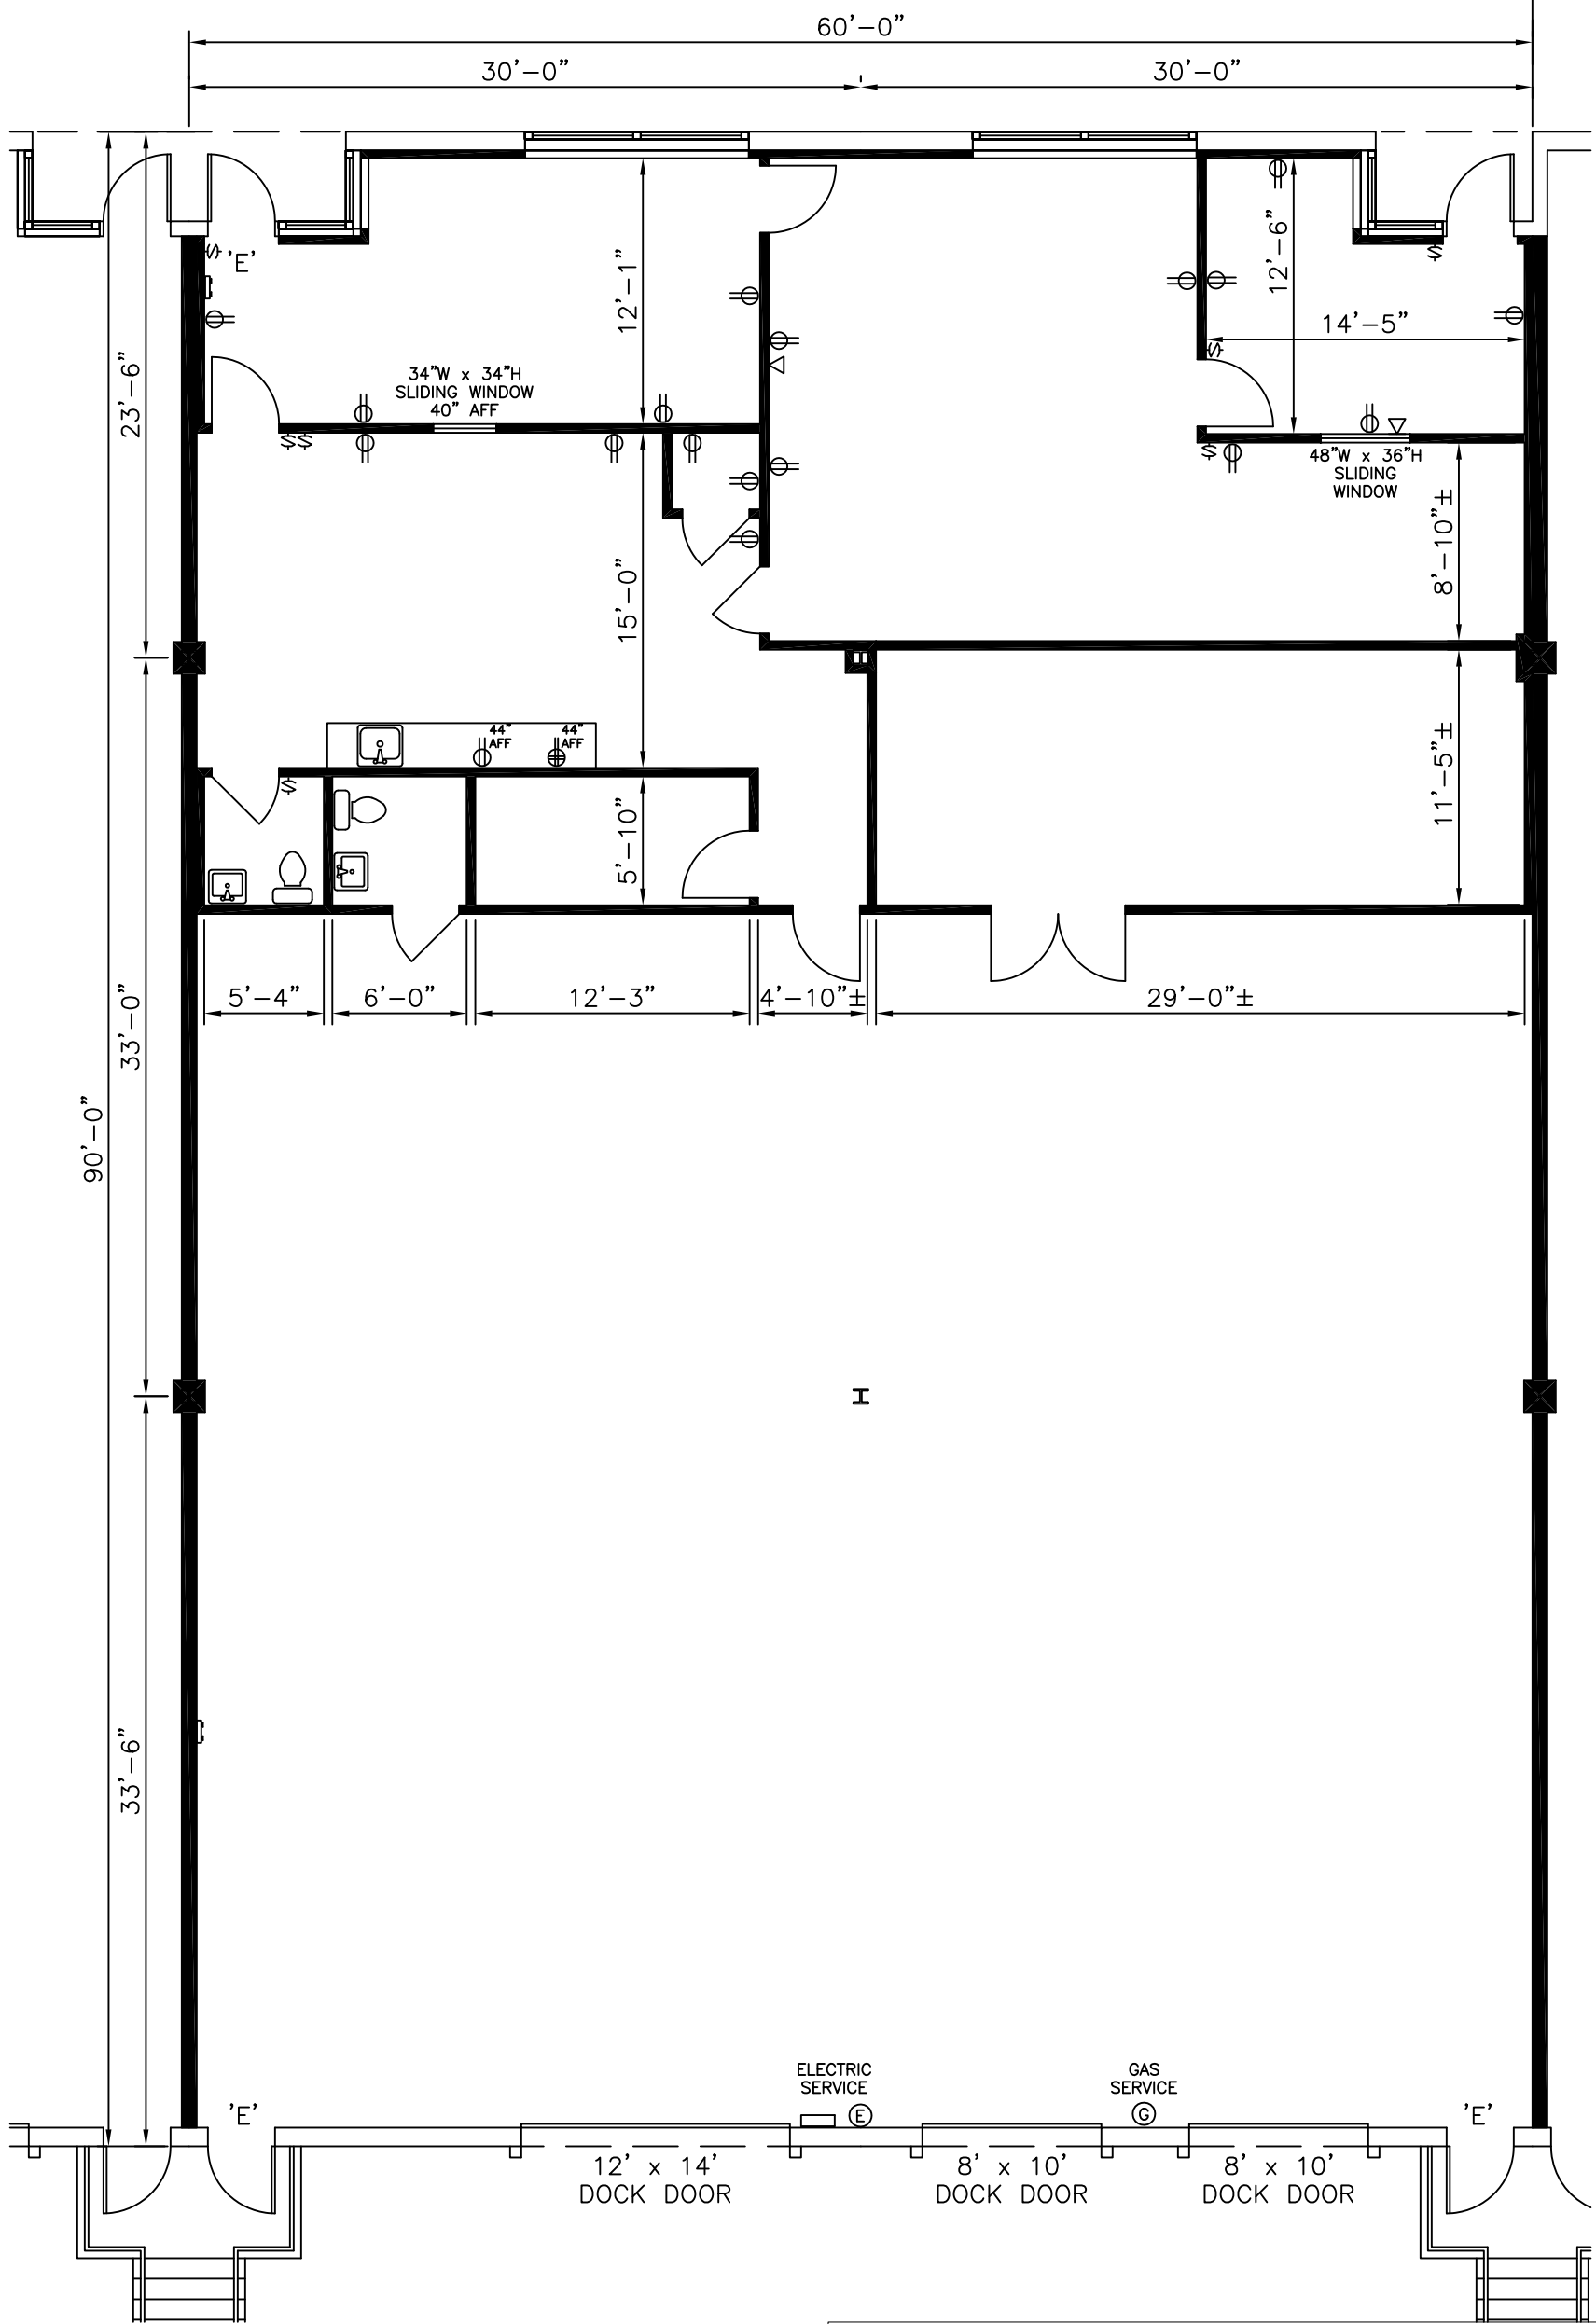 60'-0"
30'-0"
30'-0"
'E'
12'-1"
12'-6"
14'-5"
23'-6"
34"W x 34"H
SLIDING WINDOW
40" AFF
48"W x 36"H
SLIDING
WINDOW
8'-10"±
15'-0"
44"
AFF
44"
AFF
11'-5"±
5'-10"
5'-4"
6'-0"
12'-3"
4'-10"±
29'-0"±
33'-0"
90'-0"
33'-6"
ELECTRIC
SERVICE
E
GAS
SERVICE
G
'E'
'E'
12' x 14'
DOCK DOOR
8' x 10'
DOCK DOOR
8' x 10'
DOCK DOOR